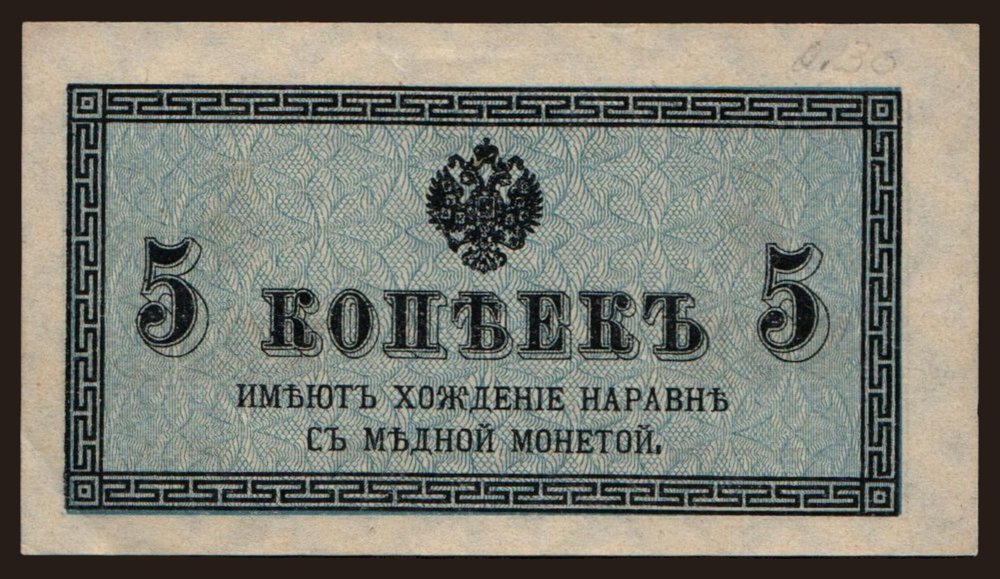 5 КОПѢЕКЪ 5
ИМѢЮТЪ ХОЖДЕНІЕ НАРАВНѢ
СЪ МѢДНОЙ МОНЕТОЙ.